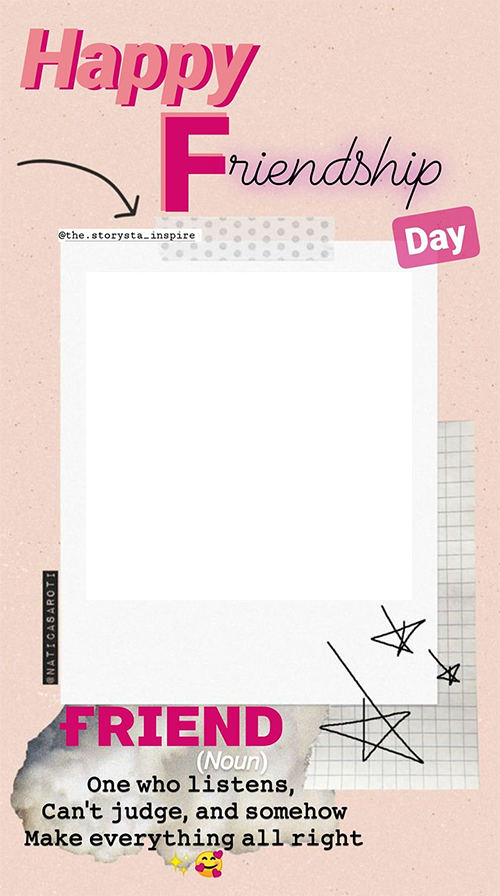 Happy
Friendship
Day
@the.storysta_inspire
@NATICASAROTI
FRIEND
(Noun)
One who listens,
Can't judge, and somehow
Make everything all right
✨🥰